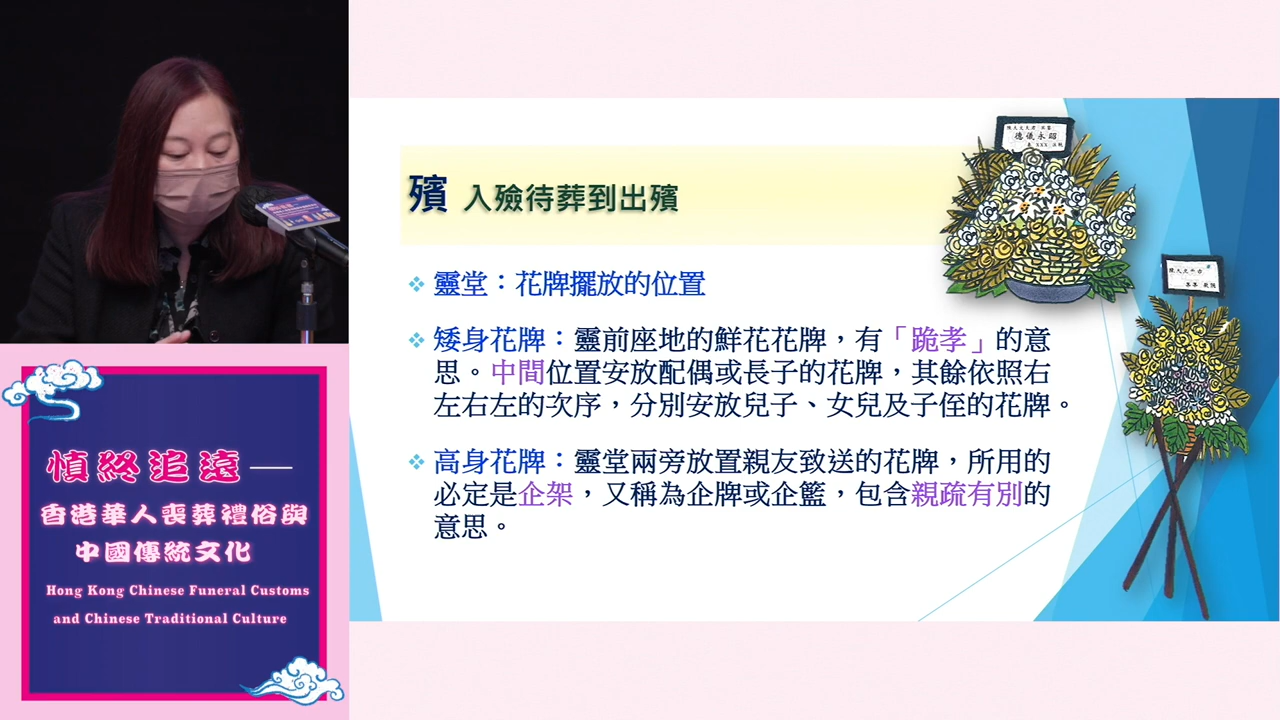 慎終追遠——
香港華人喪葬禮俗與
中國傳統文化
Hong Kong Chinese Funeral Customs
and Chinese Traditional Culture
殯 入殮待葬到出殯
靈堂：花牌擺放的位置
矮身花牌：靈前座地的鮮花花牌，有「跪孝」的意
思。中間位置安放配偶或長子的花牌，其餘依照右
左右左的次序，分別安放兒子、女兒及子侄的花牌。
高身花牌：靈堂兩旁放置親友致送的花牌，所用的
必定是企架，又稱為企牌或企籃，包含親疏有別的
意思。
德儀永昭